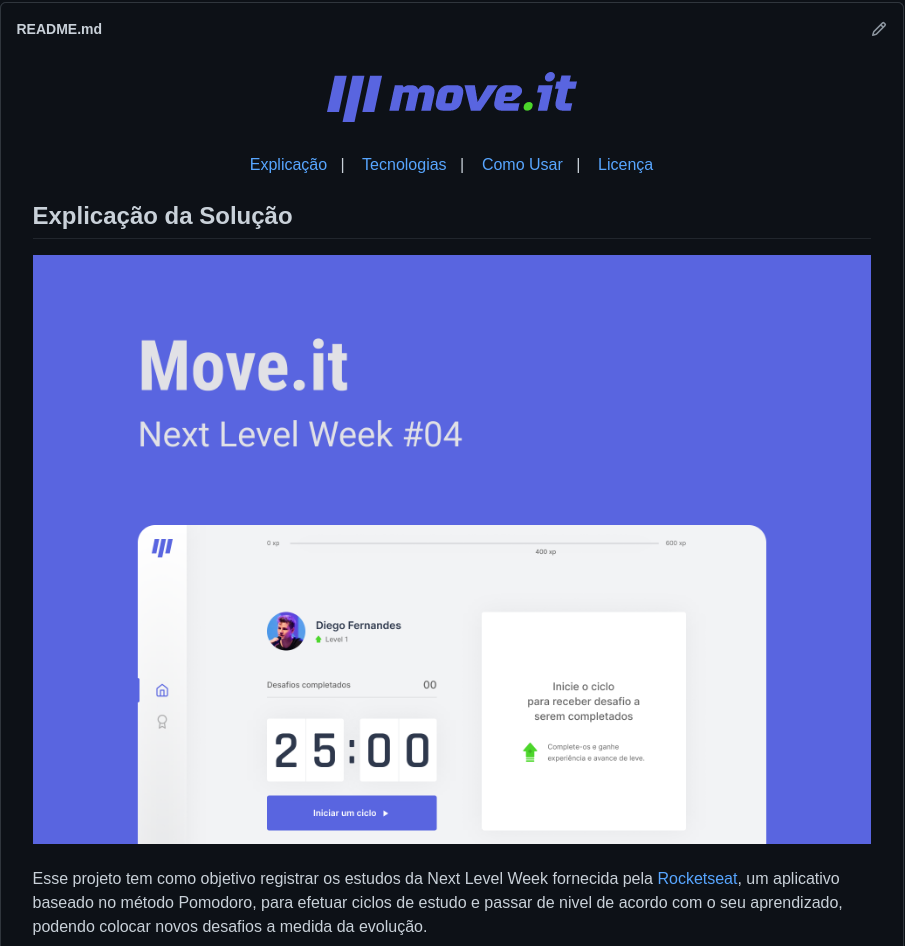 README.md
move.it
Explicação | Tecnologias | Como Usar | Licença
Explicação da Solução
Move.it
Next Level Week #04
0 xp
600 xp
400 xp
Diego Fernandes
Level 1
Desafios completados 00
25:00
Iniciar um ciclo
Inicie o ciclo
para receber desafio a
serem completados
Complete-os e ganhe
experiência e avance de leve.
Esse projeto tem como objetivo registrar os estudos da Next Level Week fornecida pela Rocketseat, um aplicativo
baseado no método Pomodoro, para efetuar ciclos de estudo e passar de nivel de acordo com o seu aprendizado,
podendo colocar novos desafios a medida da evolução.